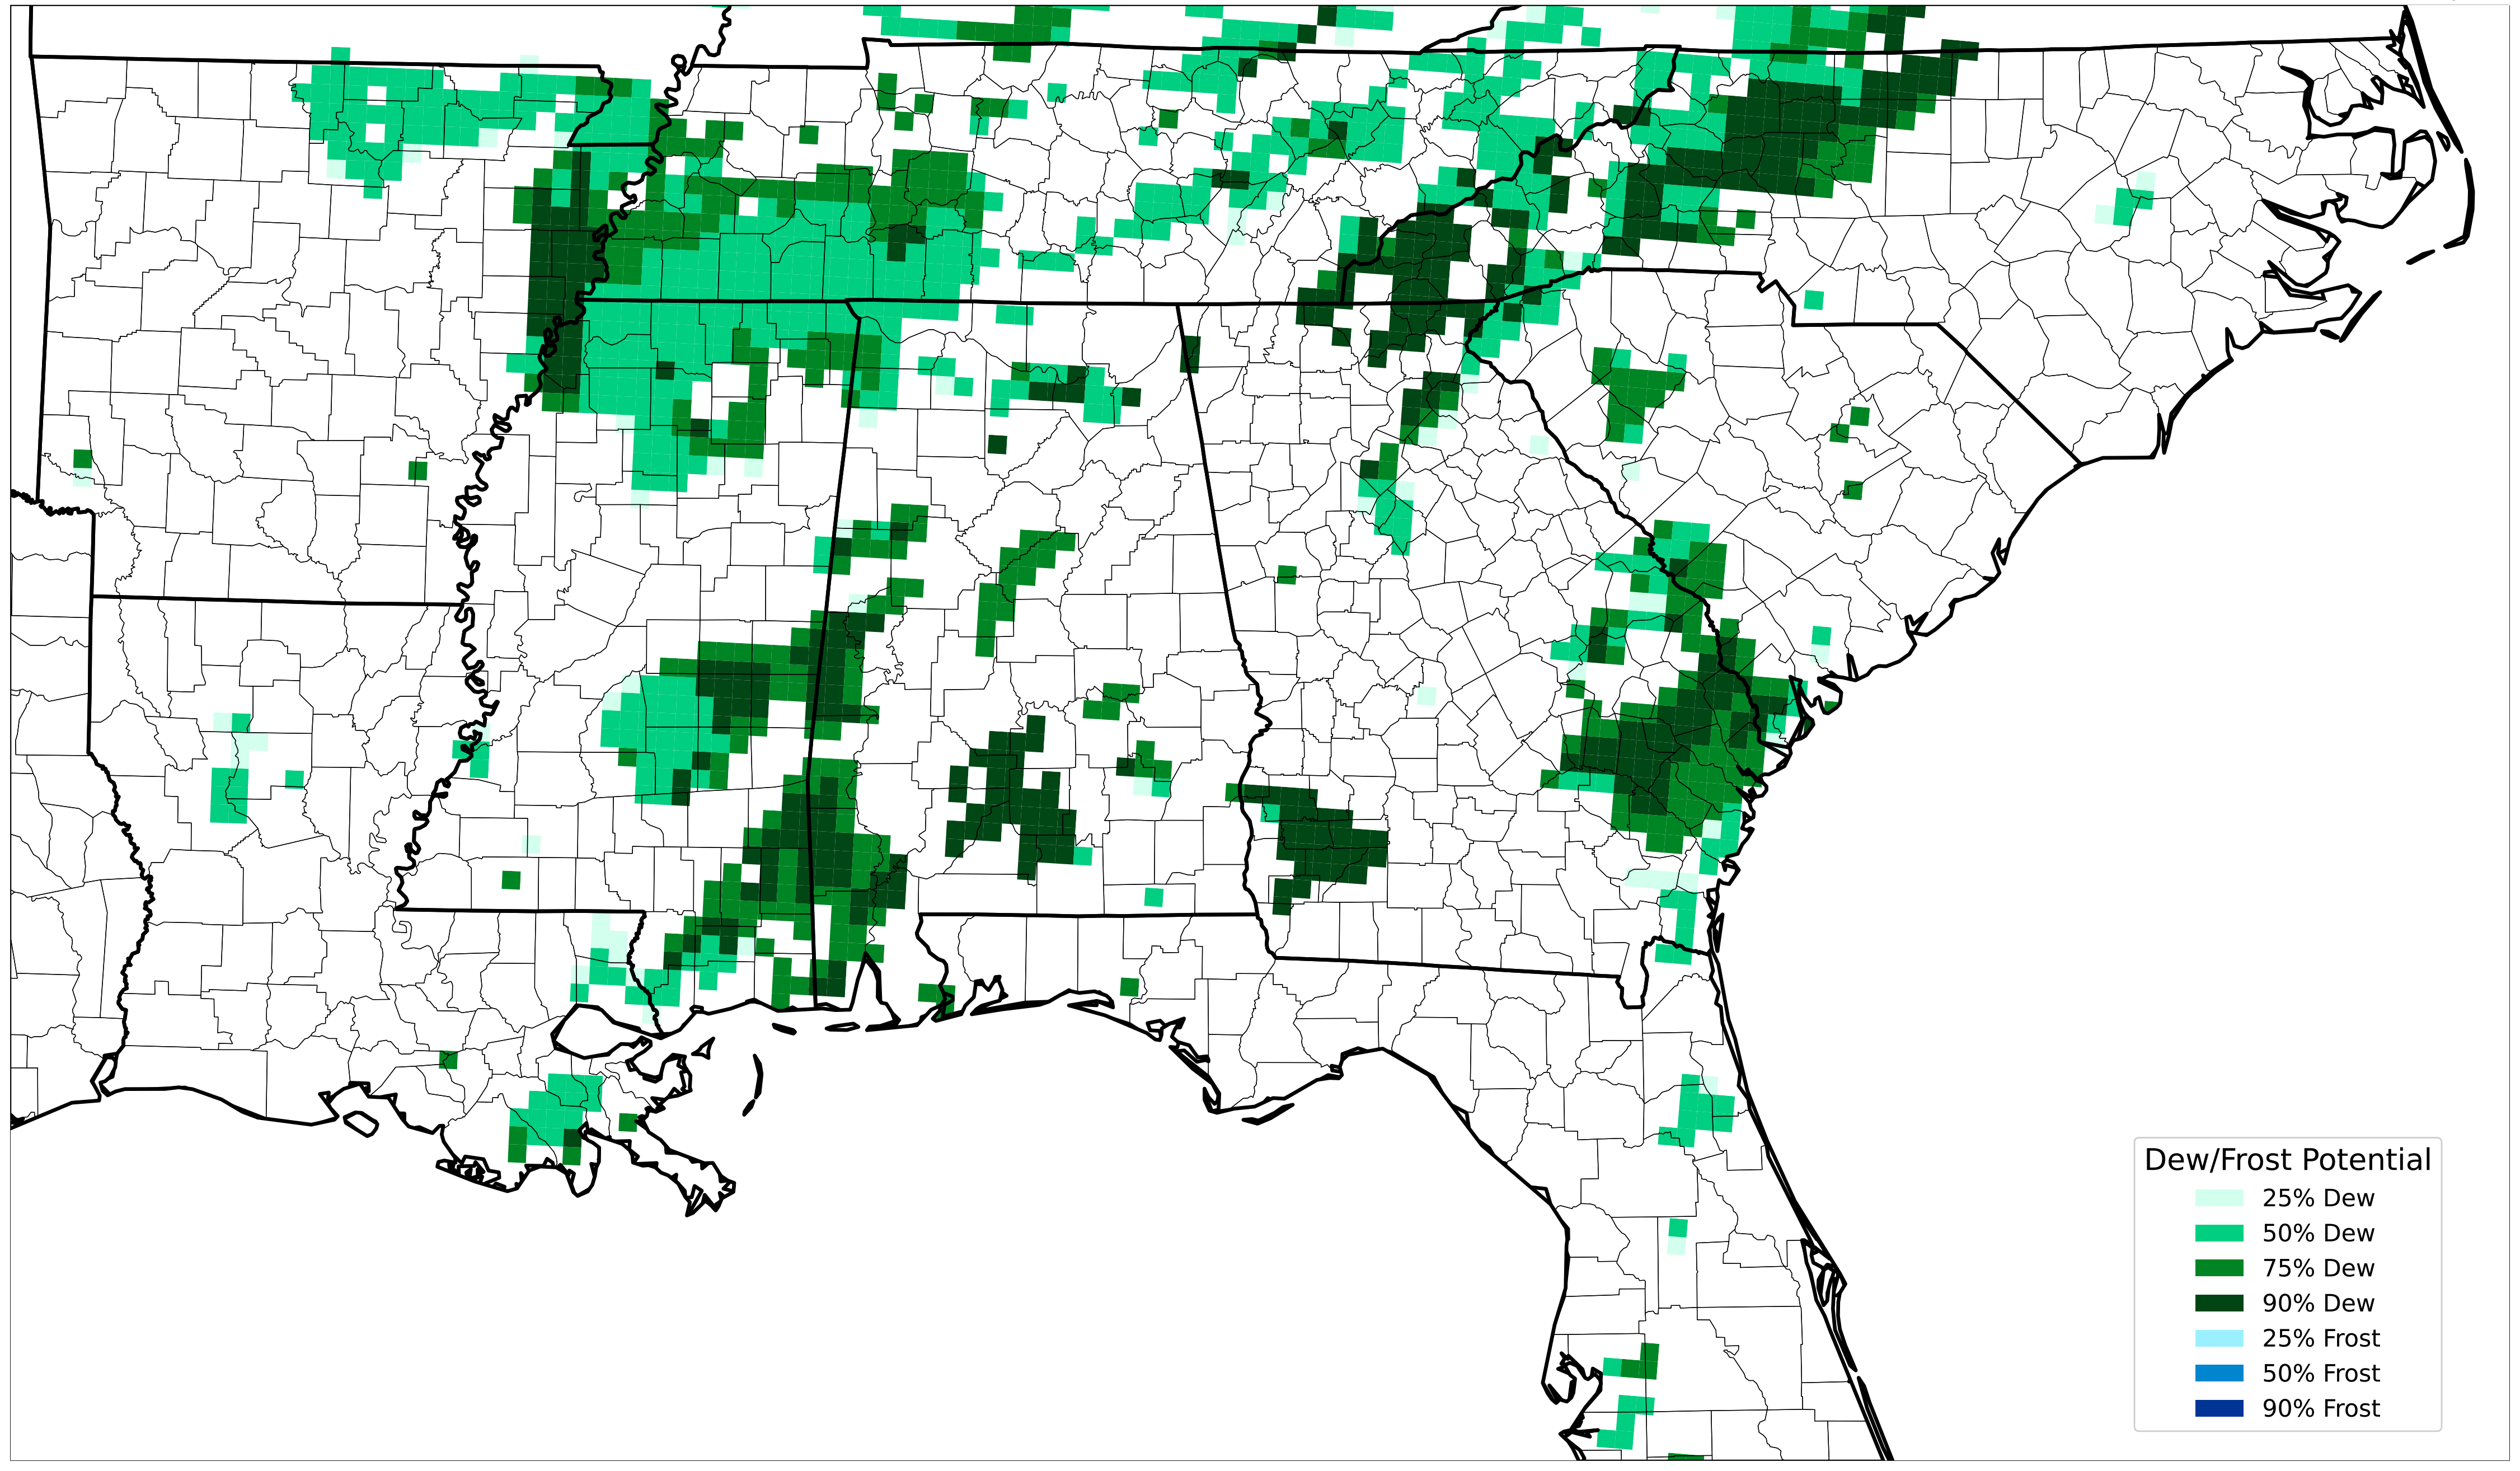 Dew/Frost Potential
25% Dew
50% Dew
75% Dew
90% Dew
25% Frost
50% Frost
90% Frost